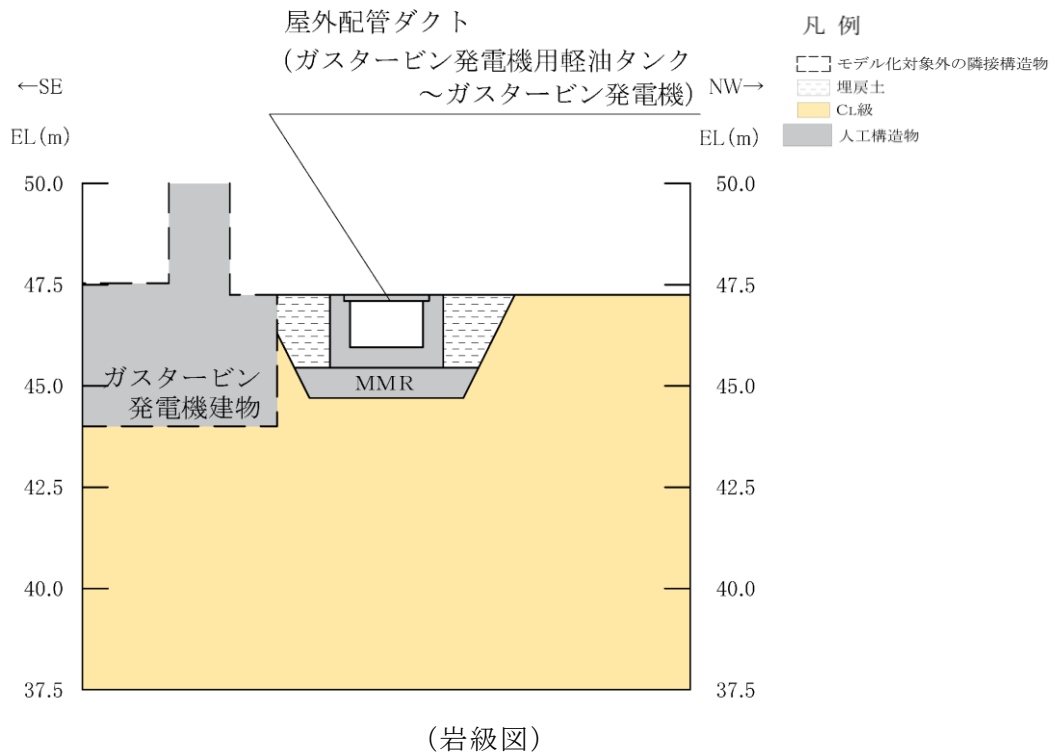 屋外配管ダクト
(ガスタービン発電機用軽油タンク
～ガスタービン発電機)
凡 例
モデル化対象外の隣接構造物
埋戻土
CL級
人工構造物
←SE
NW→
EL(m)
EL(m)
50.0
50.0
47.5
47.5
45.0
45.0
42.5
42.5
40.0
40.0
37.5
37.5
ガスタービン
発電機建物
MMR
(岩級図)